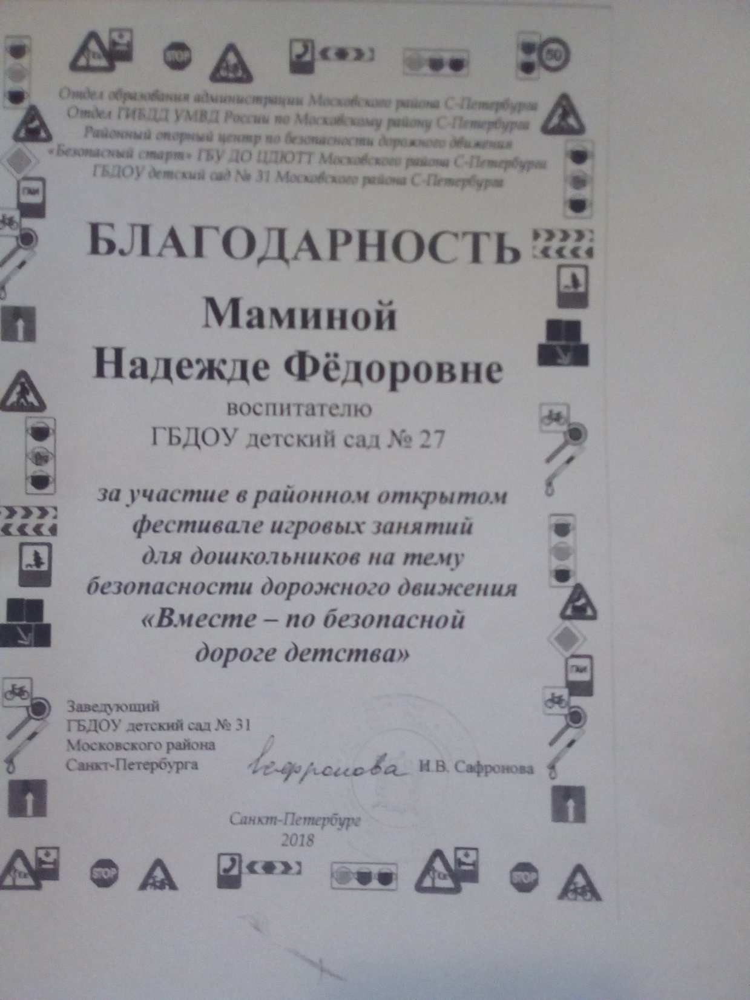 Отдел образования администрации Московского района С-Петербурга
Отдел ГИБДД УМВД России по Московскому району С-Петербурга
Районный опорный центр по безопасности дорожного движения
«Безопасный старт» ГБУ ДО ЦДЮТТ Московского района С-Петербурга
ГБДОУ детский сад № 31 Московского района С-Петербурга
STOP
50
ГАИ
БЛАГОДАРНОСТЬ
Маминой
Надежде Фёдоровне
воспитателю
ГБДОУ детский сад № 27
за участие в районном открытом
фестивале игровых занятий
для дошкольников на тему
безопасности дорожного движения
«Вместе – по безопасной
дороге детства»
ГАИ
Заведующий
ГБДОУ детский сад № 31
Московского района
Санкт-Петербурга
Сафронова И.В. Сафронова
Санкт-Петербург
2018
STOP
STOP